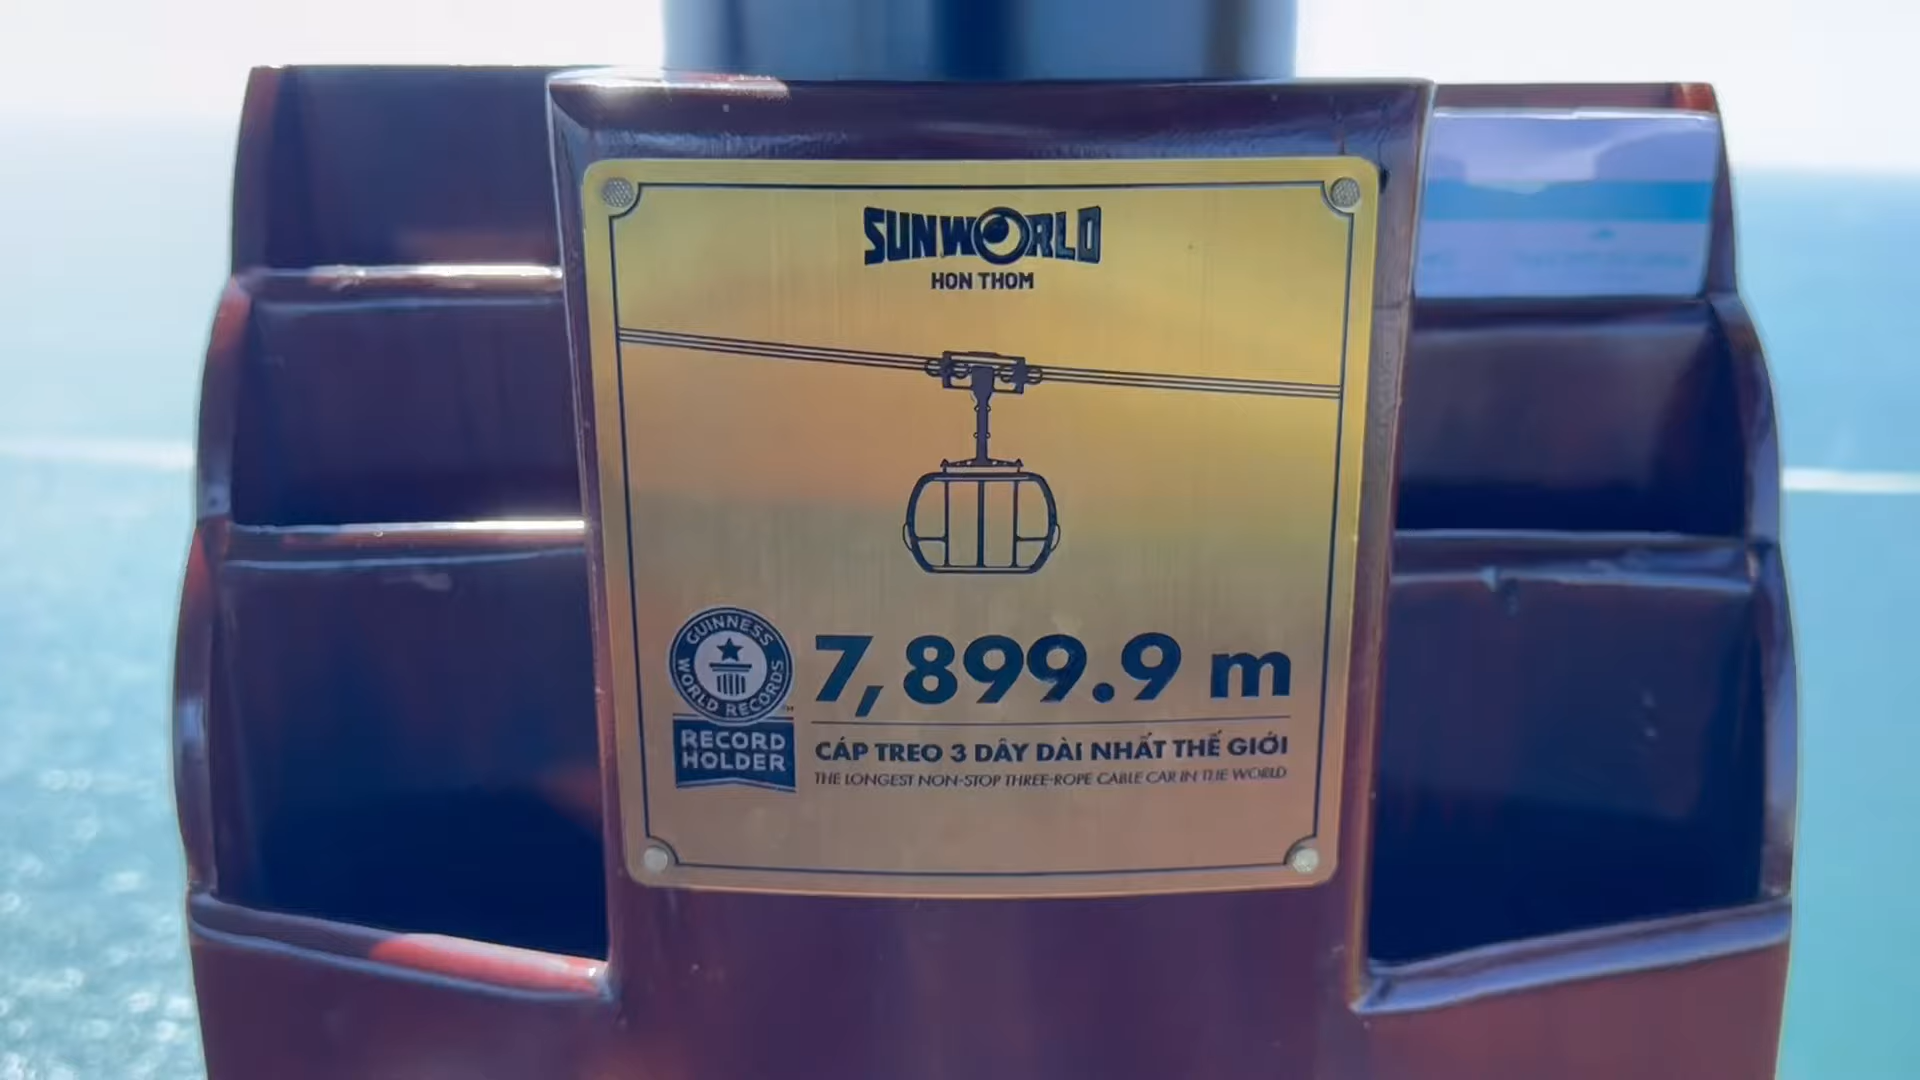 SUNWORLD
HON THOM
GUINNESS
WORLD RECORDS
™
RECORD
HOLDER
7,899.9 m
CÁP TREO 3 DÂY DÀI NHẤT THẾ GIỚI
THE LONGEST NON-STOP THREE-ROPE CABLE CAR IN THE WORLD